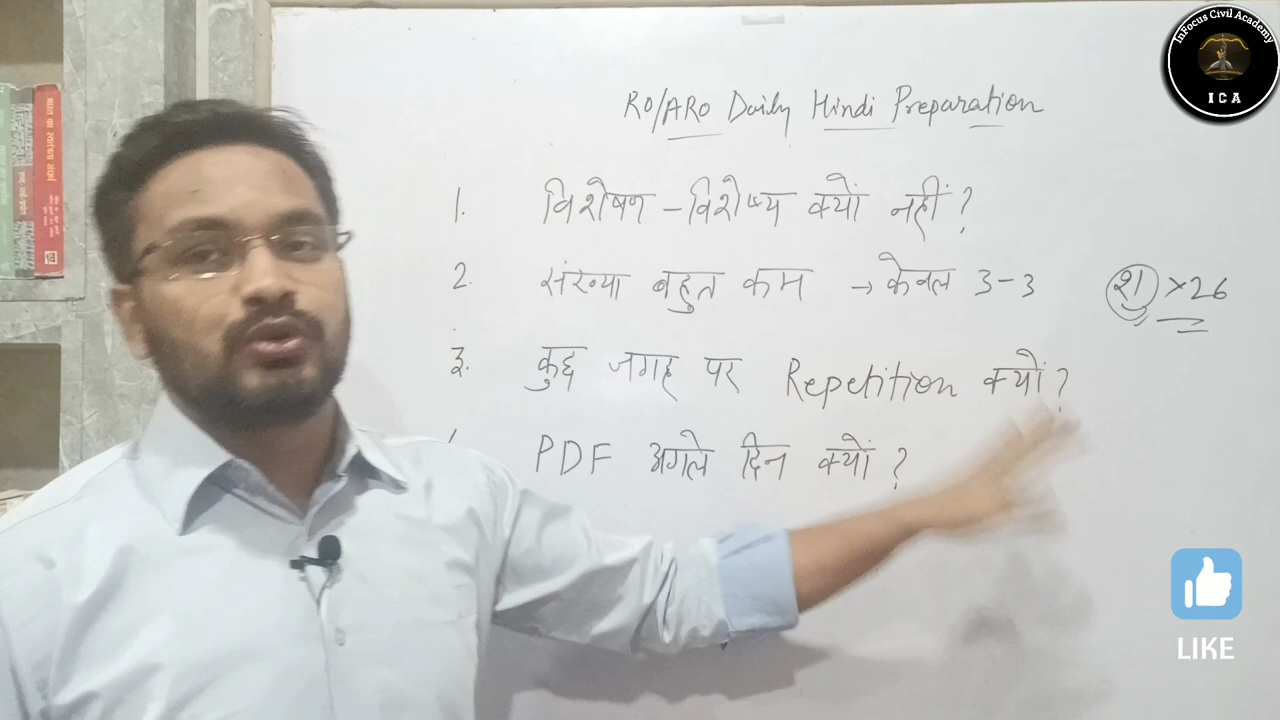 InFocus Civil Academy
ICA
RO/ARO Daily Hindi Preparation
1. विशेषण – विशेष्य क्यों नहीं ?
2. संख्या बहुत कम → केवल 3-3
श × 26
3. कुछ जगह पर Repetition क्यों ?
PDF अगले दिन क्यों ?
LIKE